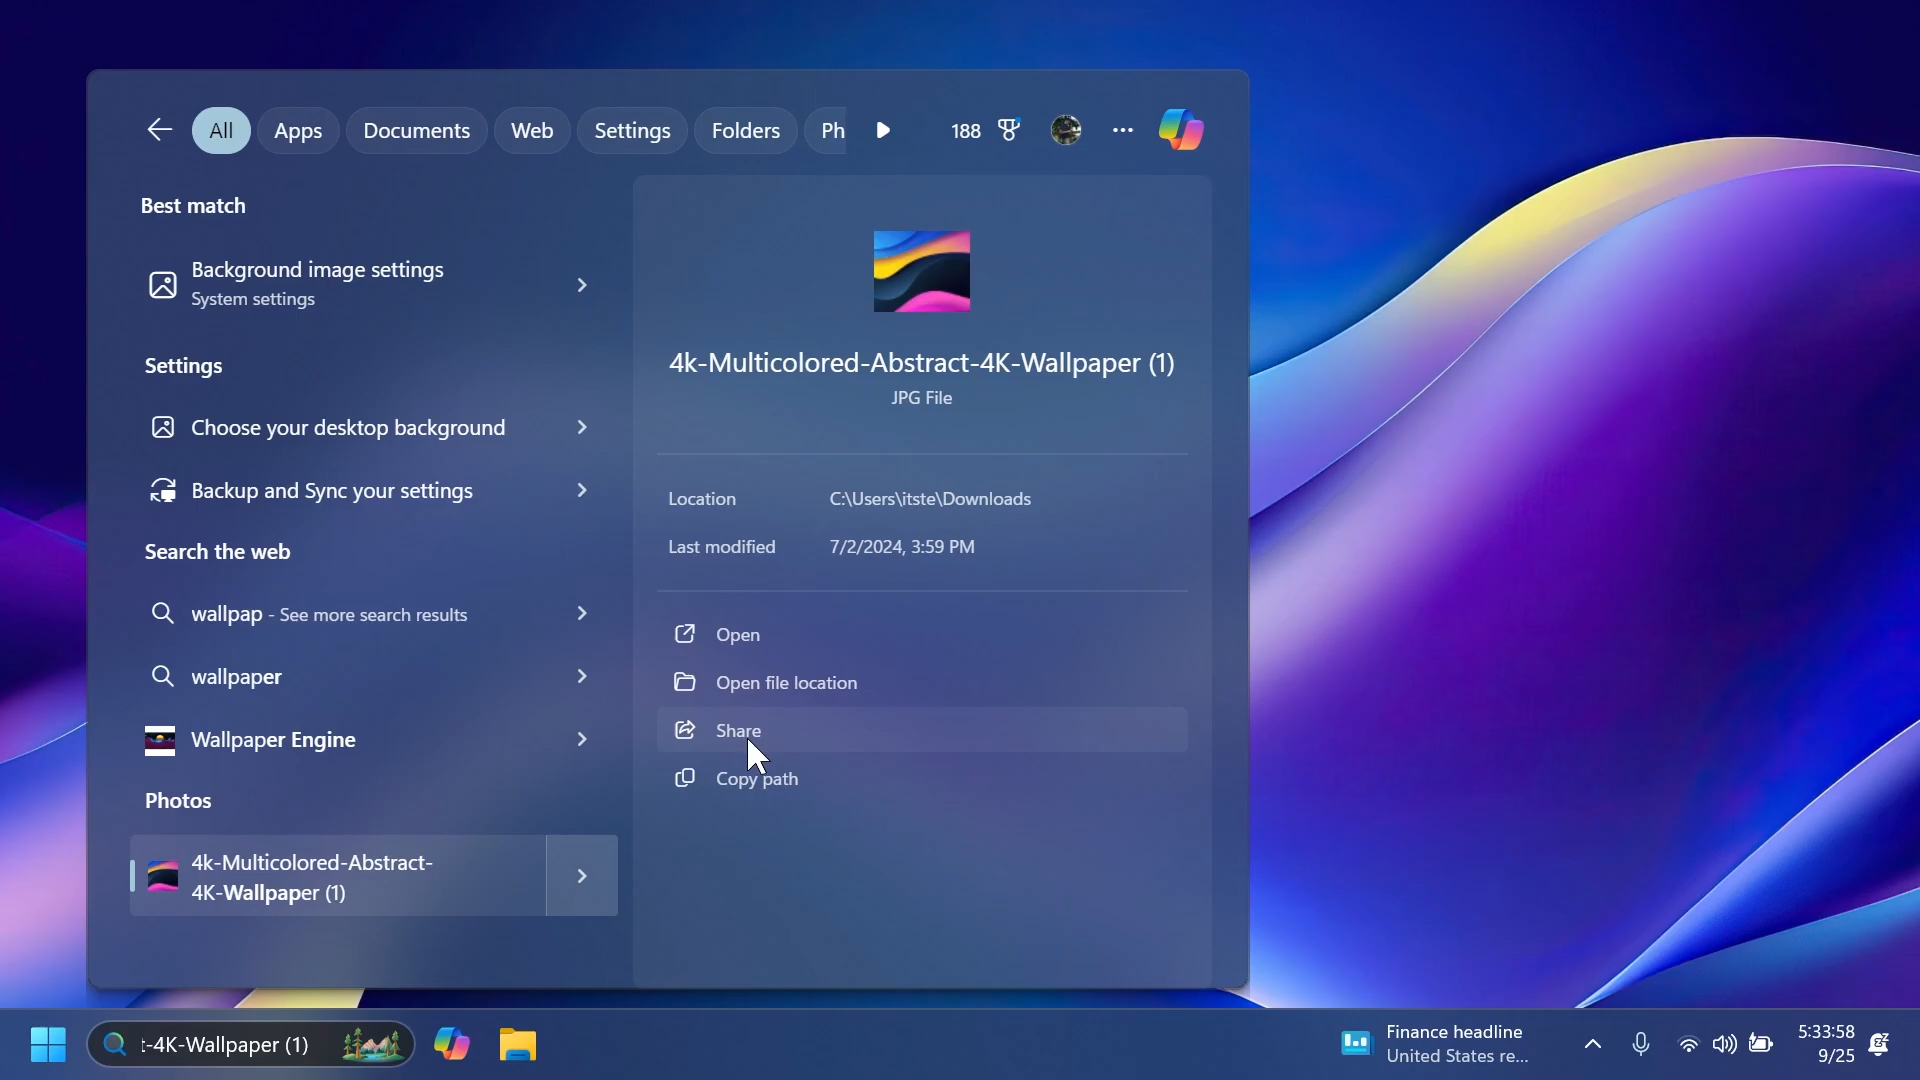 All
Apps
Documents
Web
Settings
Folders
Ph
188
Best match
Background image settings
System settings
Settings
Choose your desktop background
Backup and Sync your settings
Search the web
wallpap - See more search results
wallpaper
Wallpaper Engine
Photos
4k-Multicolored-Abstract-
4K-Wallpaper (1)
4k-Multicolored-Abstract-4K-Wallpaper (1)
JPG File
Location C:\Users\itste\Downloads
Last modified 7/2/2024, 3:59 PM
Open
Open file location
Share
Copy path
t-4K-Wallpaper (1)
Finance headline
United States re...
5:33:58
9/25